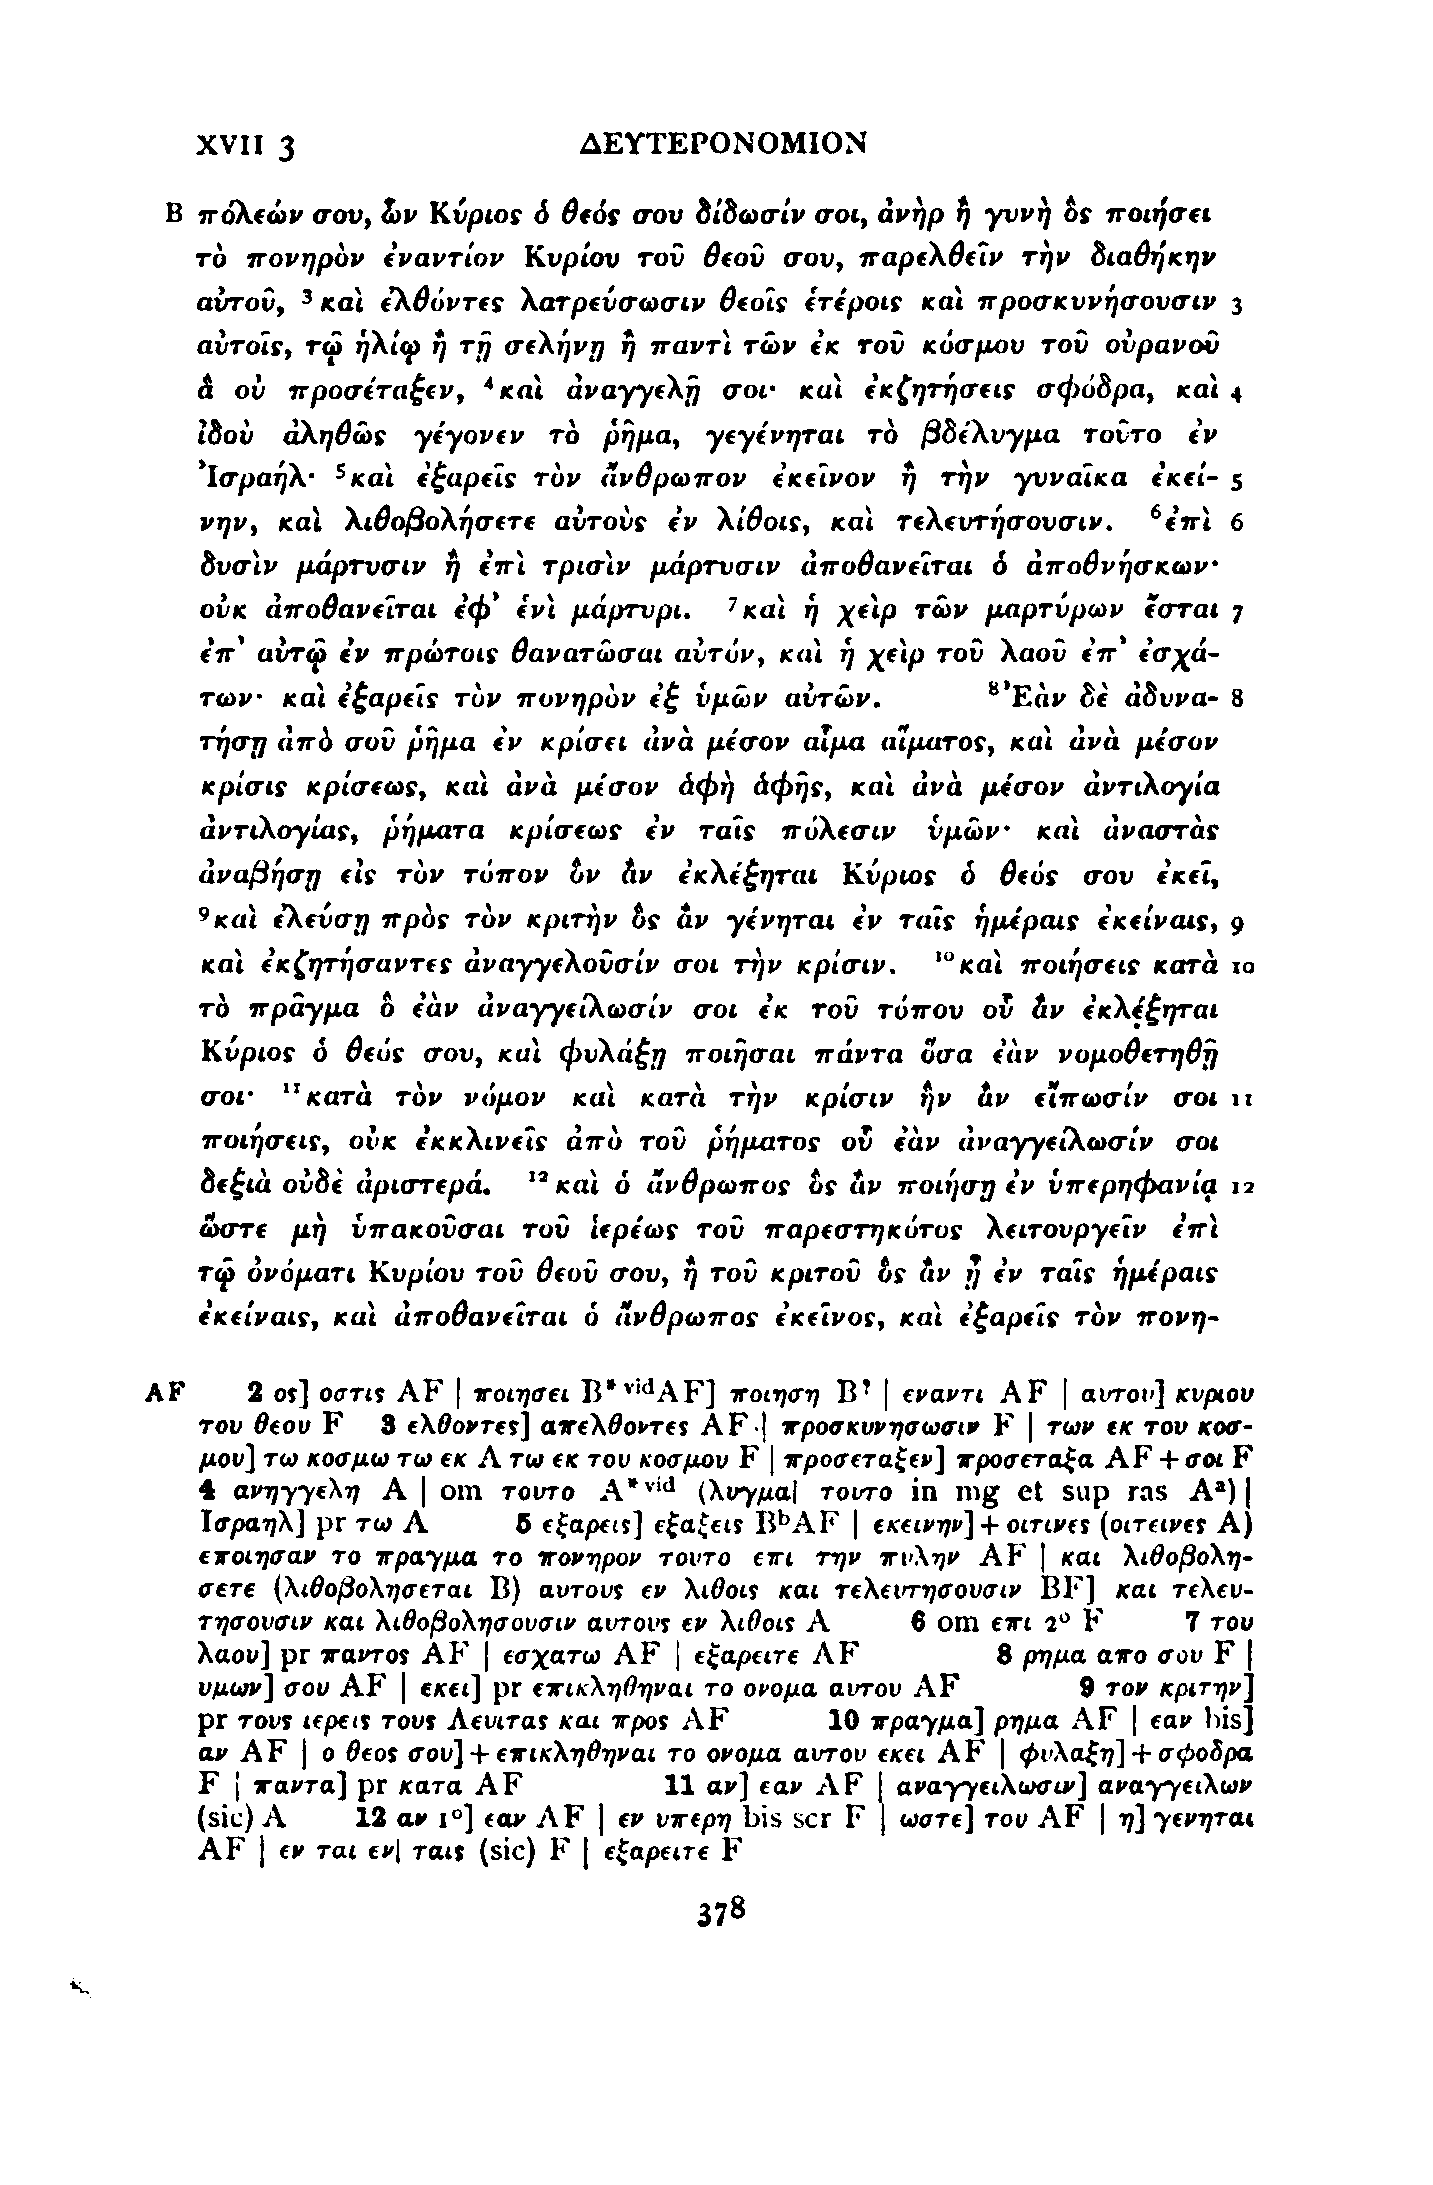 XVII 3 ΔΕΥΤΕΡΟΝΟΜΙΟΝ
B πόλεών σου, ὧν Κύριος ὁ θεός σου δίδωσίν σοι, ἀνὴρ ἢ γυνὴ ὃς ποιήσει
τὸ πονηρὸν ἐναντίον Κυρίου τοῦ θεοῦ σου, παρελθεῖν τὴν διαθήκην
αὐτοῦ, ³καὶ ἐλθόντες λατρεύσωσιν θεοῖς ἑτέροις καὶ προσκυνήσουσιν 3
αὐτοῖς, τῷ ἡλίῳ ἢ τῇ σελήνῃ ἢ παντὶ τῶν ἐκ τοῦ κόσμου τοῦ οὐρανοῦ
ἃ οὐ προσέταξεν, ⁴καὶ ἀναγγελῇ σοι· καὶ ἐκζητήσεις σφόδρα, καὶ 4
ἰδοὺ ἀληθῶς γέγονεν τὸ ῥῆμα, γεγένηται τὸ βδέλυγμα τοῦτο ἐν
Ἰσραήλ· ⁵καὶ ἐξαρεῖς τὸν ἄνθρωπον ἐκεῖνον ἢ τὴν γυναῖκα ἐκεί- 5
νην, καὶ λιθοβολήσετε αὐτοὺς ἐν λίθοις, καὶ τελευτήσουσιν. ⁶ἐπὶ 6
δυσὶν μάρτυσιν ἢ ἐπὶ τρισὶν μάρτυσιν ἀποθανεῖται ὁ ἀποθνήσκων·
οὐκ ἀποθανεῖται ἐφ᾿ ἑνὶ μάρτυρι. ⁷καὶ ἡ χεὶρ τῶν μαρτύρων ἔσται 7
ἐπ᾿ αὐτῷ ἐν πρώτοις θανατῶσαι αὐτόν, καὶ ἡ χεὶρ τοῦ λαοῦ ἐπ᾿ ἐσχά-
των· καὶ ἐξαρεῖς τὸν πονηρὸν ἐξ ὑμῶν αὐτῶν. ⁸Ἐὰν δὲ ἀδυνα- 8
τήσῃ ἀπὸ σοῦ ῥῆμα ἐν κρίσει ἀνὰ μέσον αἷμα αἵματος, καὶ ἀνὰ μέσον
κρίσις κρίσεως, καὶ ἀνὰ μέσον ἁφὴ ἁφῆς, καὶ ἀνὰ μέσον ἀντιλογία
ἀντιλογίας, ῥήματα κρίσεως ἐν ταῖς πόλεσιν ὑμῶν· καὶ ἀναστὰς
ἀναβήσῃ εἰς τὸν τόπον ὃν ἂν ἐκλέξηται Κύριος ὁ θεός σου ἐκεῖ,
⁹καὶ ἐλεύσῃ πρὸς τὸν κριτὴν ὃς ἂν γένηται ἐν ταῖς ἡμέραις ἐκείναις, 9
καὶ ἐκζητήσαντες ἀναγγελοῦσίν σοι τὴν κρίσιν. ¹⁰καὶ ποιήσεις κατὰ 10
τὸ πρᾶγμα ὃ ἐὰν ἀναγγείλωσίν σοι ἐκ τοῦ τόπου οὗ ἂν ἐκλέξηται
Κύριος ὁ θεός σου, καὶ φυλάξῃ ποιῆσαι πάντα ὅσα ἐὰν νομοθετηθῇ
σοι· ¹¹κατὰ τὸν νόμον καὶ κατὰ τὴν κρίσιν ἣν ἂν εἴπωσίν σοι 11
ποιήσεις, οὐκ ἐκκλινεῖς ἀπὸ τοῦ ῥήματος οὗ ἐὰν ἀναγγείλωσίν σοι
δεξιὰ οὐδὲ ἀριστερά. ¹²καὶ ὁ ἄνθρωπος ὃς ἂν ποιήσῃ ἐν ὑπερηφανίᾳ 12
ὥστε μὴ ὑπακοῦσαι τοῦ ἱερέως τοῦ παρεστηκότος λειτουργεῖν ἐπὶ
τῷ ὀνόματι Κυρίου τοῦ θεοῦ σου, ἢ τοῦ κριτοῦ ὃς ἂν ᾖ ἐν ταῖς ἡμέραις
ἐκείναις, καὶ ἀποθανεῖται ὁ ἄνθρωπος ἐκεῖνος, καὶ ἐξαρεῖς τὸν πονη-
AF 2 ος] οστις AF | ποιησει B* vid AF] ποιηση B? | εναντι AF | αυτου] κυριου
του θεου F 3 ελθοντες] απελθοντες AF | προσκυνησωσιν F | των εκ του κοσ-
μου] τω κοσμω τω εκ A τω εκ του κοσμου F | προσεταξεν] προσεταξα AF + σοι F
4 ανηγγελη A | om τουτο A* vid (λυγμα| τουτο in mg et sup ras Aᵃ) |
Ισραηλ] pr τω A 5 εξαρεις] εξαξεις BᵇAF | εκεινην] + οιτινες (οιτεινες A)
εποιησαν το πραγμα το πονηρον τουτο επι την πυλην AF | και λιθοβολη-
σετε (λιθοβολησεται B) αυτους εν λιθοις και τελευτησουσιν BF] και τελευ-
τησουσιν και λιθοβολησουσιν αυτους εν λιθοις A 6 om επι 2º F 7 του
λαου] pr παντος AF | εσχατω AF | εξαρειτε AF 8 ρημα απο σου F |
υμων] σου AF | εκει] pr επικληθηναι το ονομα αυτου AF 9 τον κριτην]
pr τους ιερεις τους Λευιτας και προς AF 10 πραγμα] ρημα AF | εαν bis]
αν AF | ο θεος σου] + επικληθηναι το ονομα αυτου εκει AF | φυλαξη] + σφοδρα
F | παντα] pr κατα AF 11 αν] εαν AF | αναγγειλωσιν] αναγγειλων
(sic) A 12 αν 1º] εαν AF | εν υπερη bis scr F | ωστε] του AF | η] γενηται
AF | εν ται εν| ταις (sic) F | εξαρειτε F
378